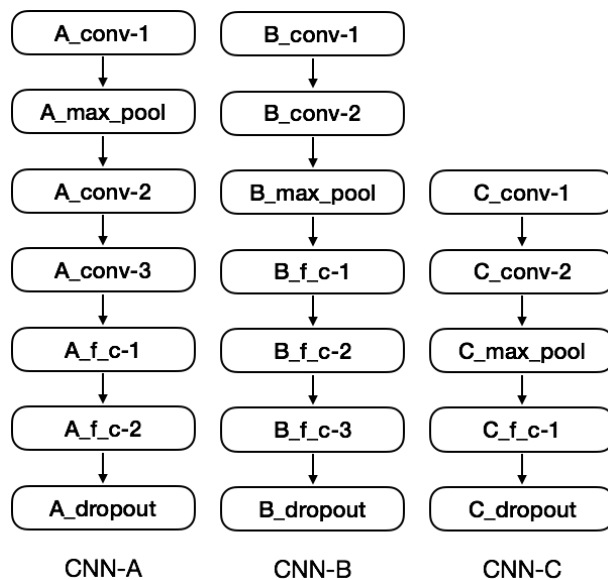 A_conv-1
A_max_pool
A_conv-2
A_conv-3
A_f_c-1
A_f_c-2
A_dropout
CNN-A
B_conv-1
B_conv-2
B_max_pool
B_f_c-1
B_f_c-2
B_f_c-3
B_dropout
CNN-B
C_conv-1
C_conv-2
C_max_pool
C_f_c-1
C_dropout
CNN-C